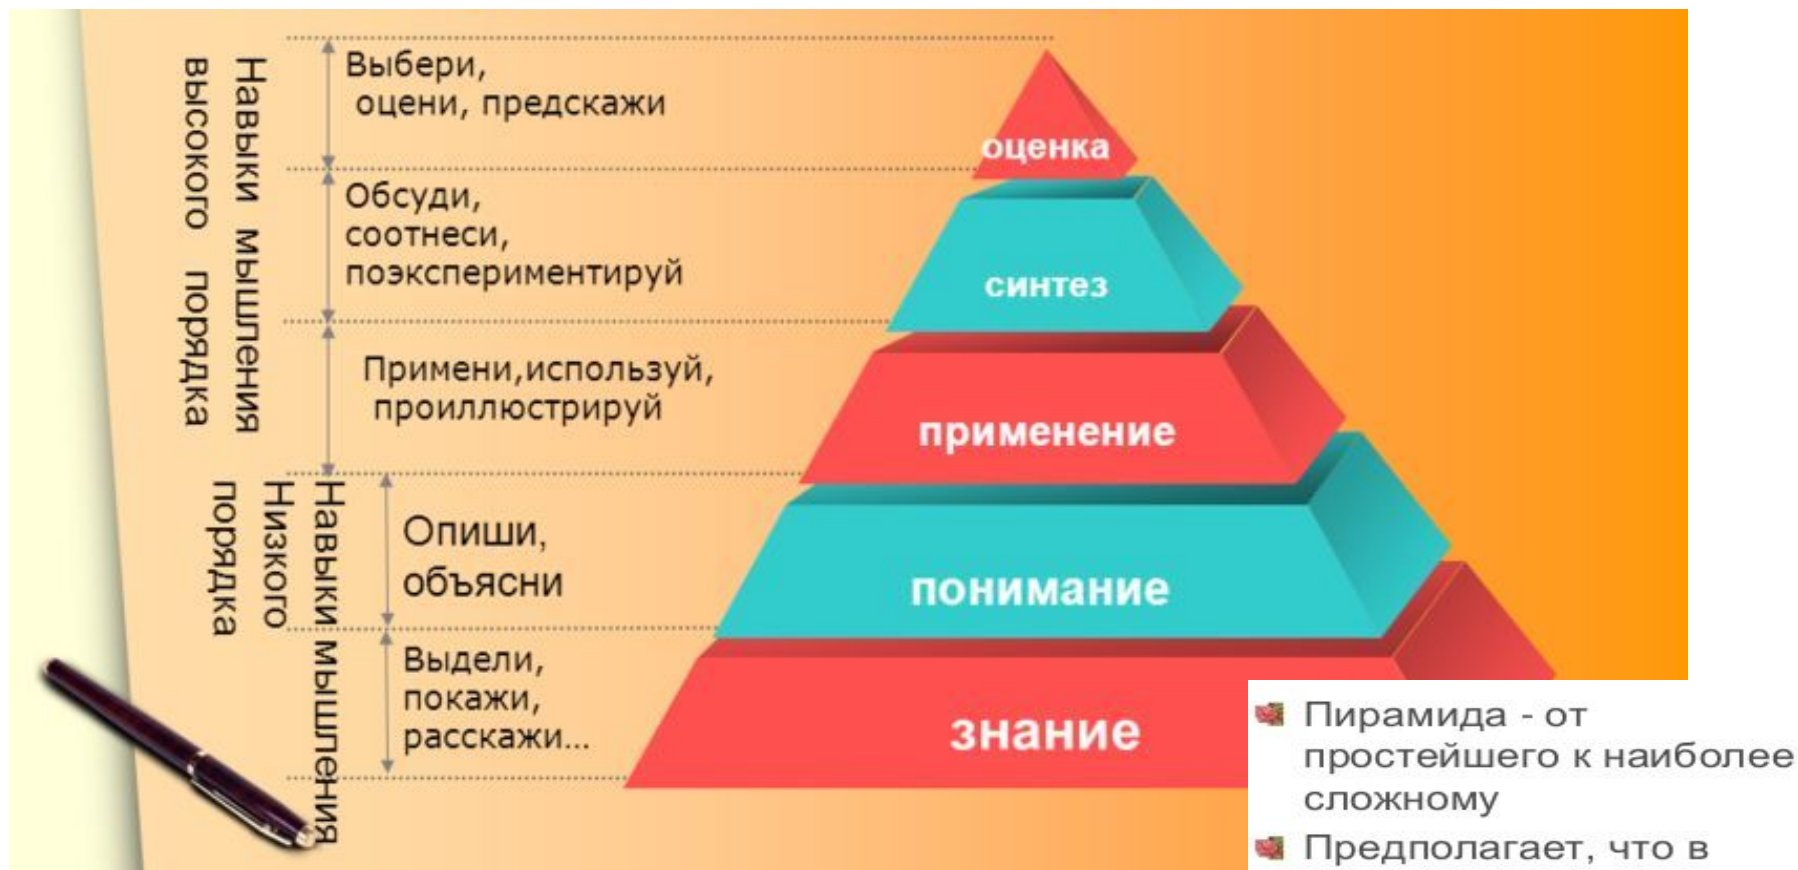 Навыки мышления
высокого порядка
Выбери,
оцени, предскажи
оценка
Обсуди,
соотнеси,
поэкспериментируй
синтез
Примени,используй,
проиллюстрируй
применение
Навыки мышления
Низкого
порядка
Опиши,
объясни
понимание
Выдели,
покажи,
расскажи...
знание
Пирамида - от
простейшего к наиболее
сложному
Предполагает, что в